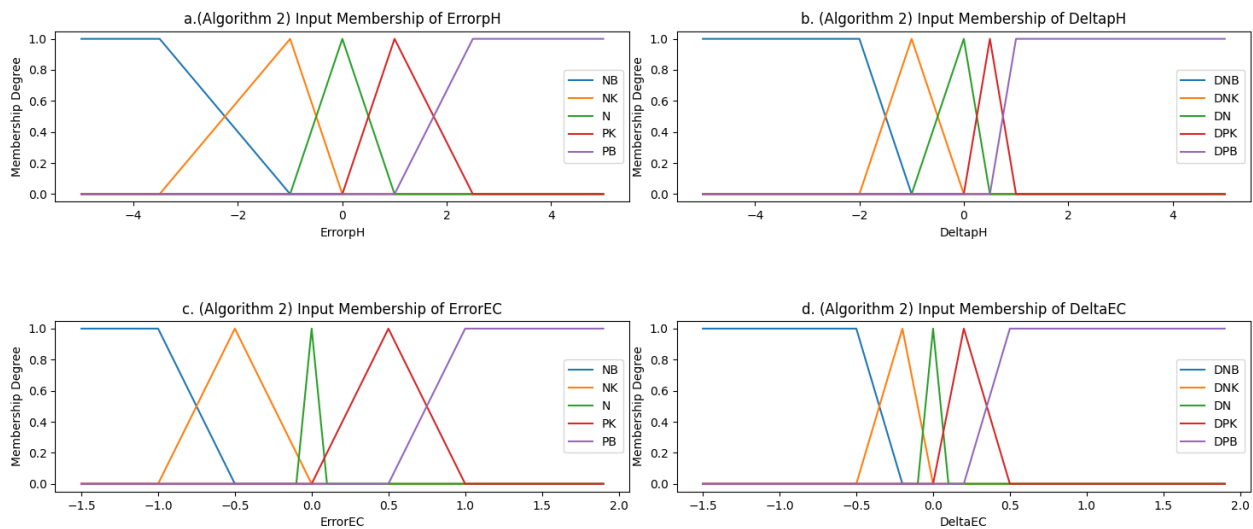 a.(Algorithm 2) Input Membership of ErrorpH
1.0
0.8
0.6
0.4
0.2
0.0
Membership Degree
NB
NK
N
PK
PB
−4
−2
0
2
4
ErrorpH
b. (Algorithm 2) Input Membership of DeltapH
1.0
0.8
0.6
0.4
0.2
0.0
Membership Degree
DNB
DNK
DN
DPK
DPB
−4
−2
0
2
4
DeltapH
c. (Algorithm 2) Input Membership of ErrorEC
1.0
0.8
0.6
0.4
0.2
0.0
Membership Degree
NB
NK
N
PK
PB
−1.5
−1.0
−0.5
0.0
0.5
1.0
1.5
2.0
ErrorEC
d. (Algorithm 2) Input Membership of DeltaEC
1.0
0.8
0.6
0.4
0.2
0.0
Membership Degree
DNB
DNK
DN
DPK
DPB
−1.5
−1.0
−0.5
0.0
0.5
1.0
1.5
2.0
DeltaEC